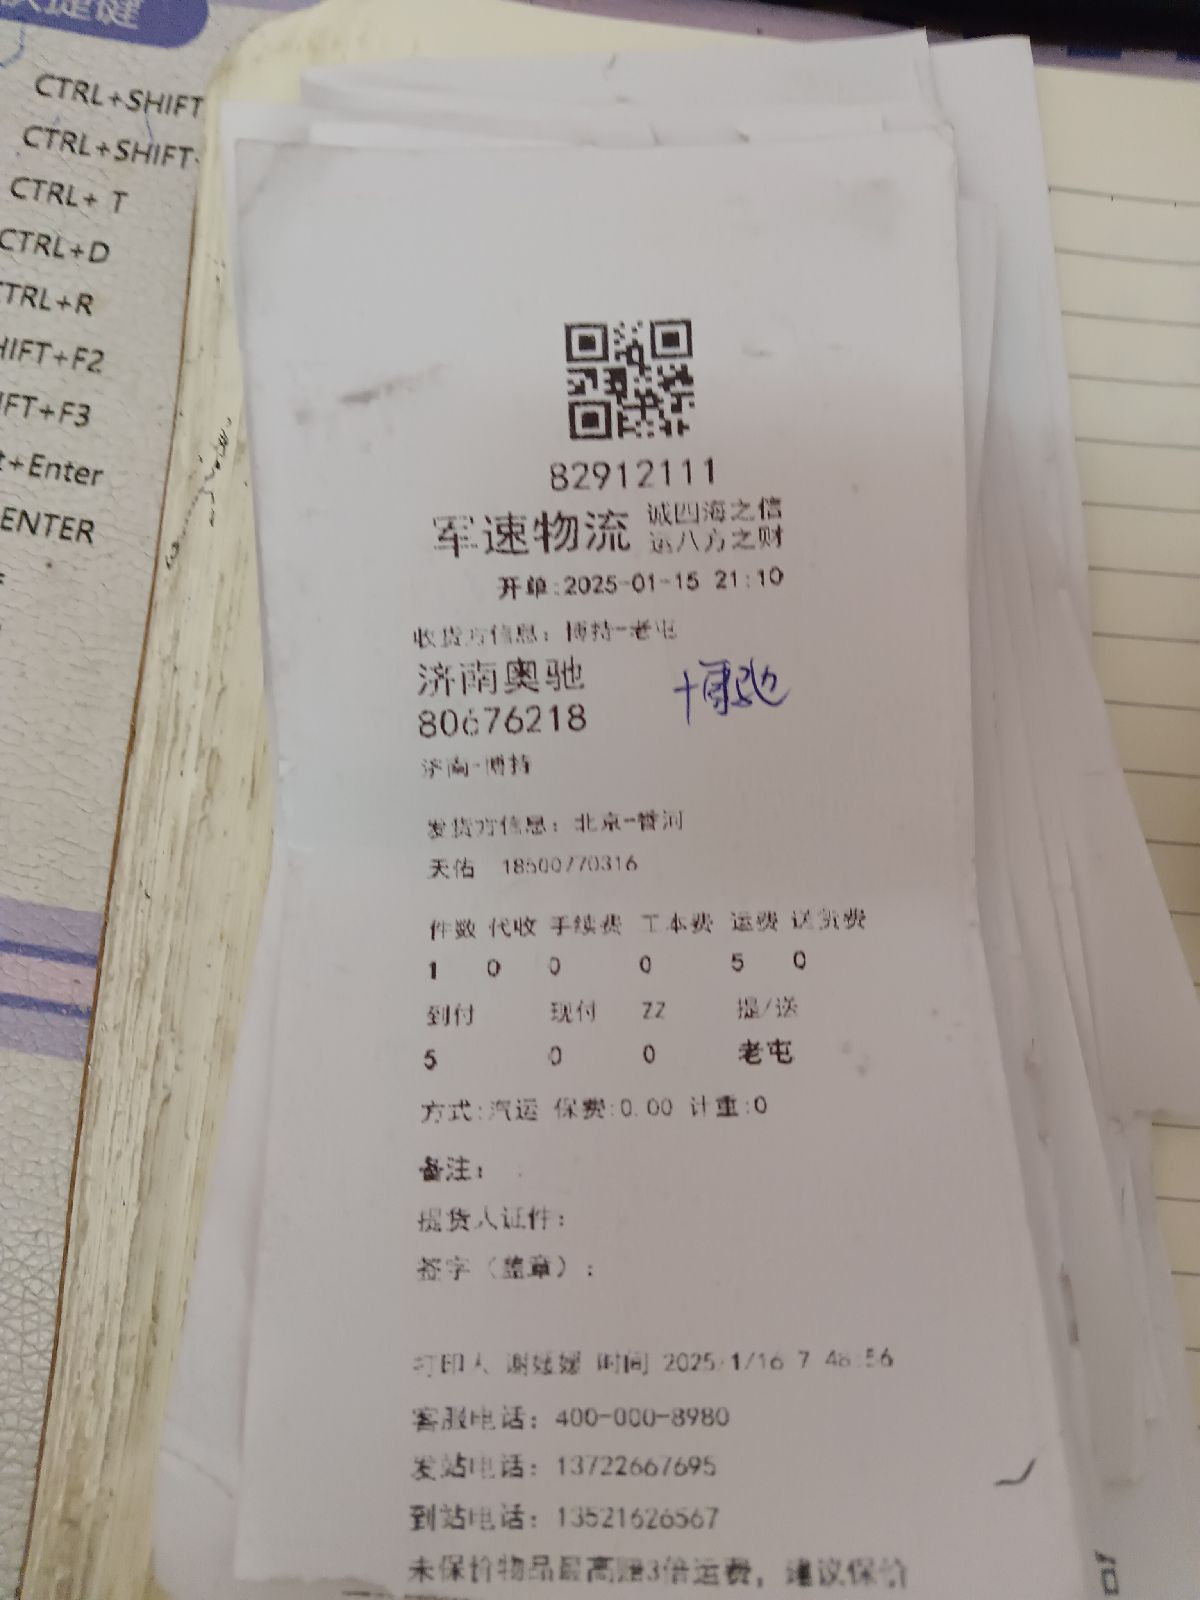 快捷键
CTRL+SHIFT
CTRL+SHIFT+
CTRL+ T
CTRL+D
CTRL+R
HIFT+F2
IFT+F3
t+Enter
ENTER
82912111
军速物流 诚四海之信
运八方之财
开单:2025-01-15 21:10
收货方信息: 博持-老屯
济南奥驰
80676218
博驰
济南-博持
发货方信息: 北京-管河
天佑 18500770316
件数 代收 手续费 工本费 运费 送货费
1 0 0 0 5 0
到付 现付 ZZ 提/送
5 0 0 老屯
方式:汽运 保费:0.00 计重:0
备注:
提货人证件:
签字（盖章）:
打印人 谢媛媛 时间 2025/1/16 7:48:56
客服电话: 400-000-8980
发站电话: 13722667695
到站电话: 13521626567
未保价物品最高赔3倍运费, 建议保价